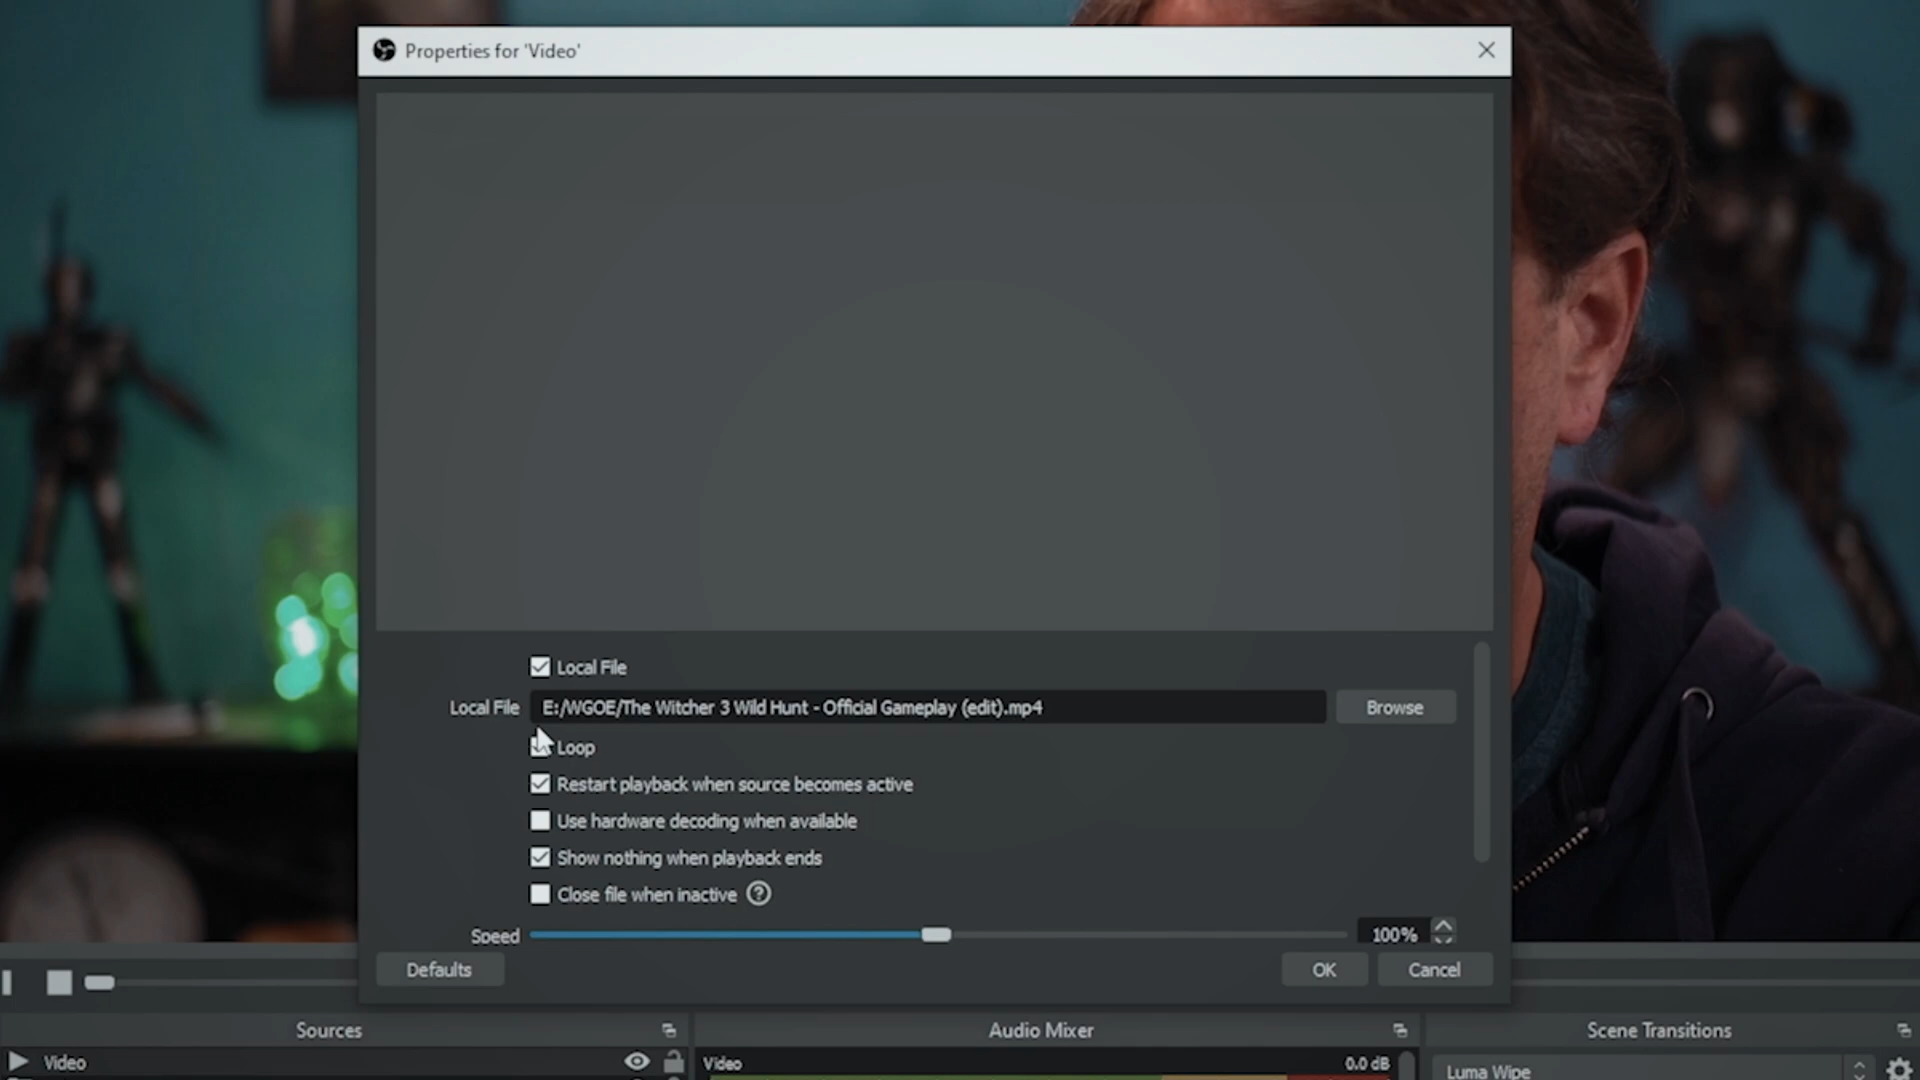 Properties for 'Video'
Local File
Local File E:/WGOE/The Witcher 3 Wild Hunt - Official Gameplay (edit).mp4 Browse
Loop
Restart playback when source becomes active
Use hardware decoding when available
Show nothing when playback ends
Close file when inactive ?
Speed 100%
Defaults OK Cancel
Sources Audio Mixer Scene Transitions
Video Video 0.0 dB Luma Wipe